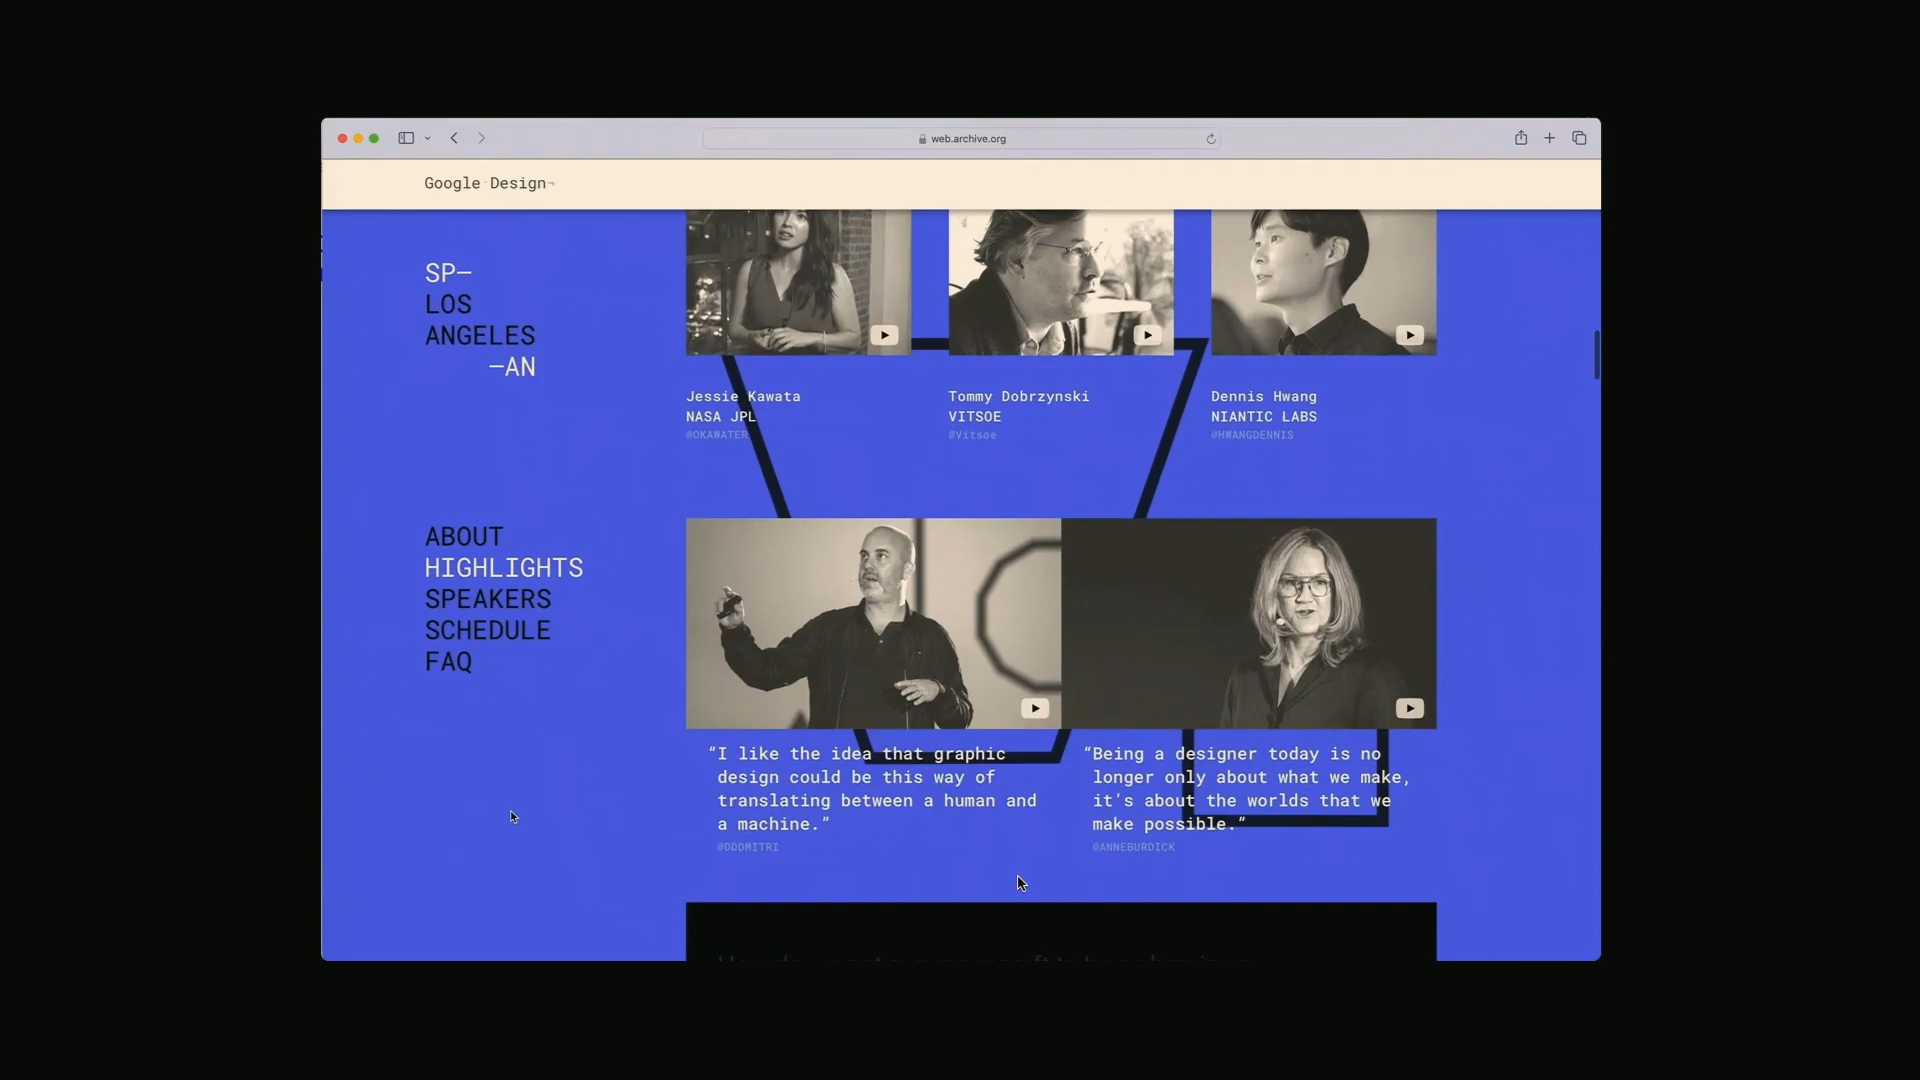 web.archive.org
Google Design
SP—
LOS
ANGELES
—AN
Jessie Kawata
NASA JPL
@OKAWATER
Tommy Dobrzynski
VITSOE
@Vitsoe
Dennis Hwang
NIANTIC LABS
@HWANGDENNIS
ABOUT
HIGHLIGHTS
SPEAKERS
SCHEDULE
FAQ
“I like the idea that graphic
design could be this way of
translating between a human and
a machine.”
@DDDMITRI
“Being a designer today is no
longer only about what we make,
it's about the worlds that we
make possible.”
@ANNEBURDICK